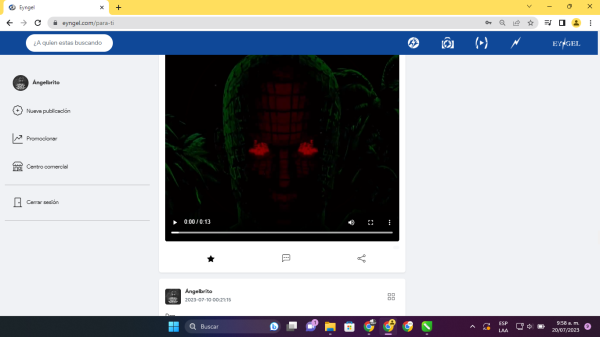 Eyngel
eyngel.com/para-ti
¿A quien estas buscando
EYNGEL
Ángelbrito
Nueva publicación
Promocionar
Centro comercial
Cerrar sesión
0:00 / 0:13
Ángelbrito
2023-07-10 00:21:15
Buscar
ESP
LAA
9:58 a. m.
20/07/2023